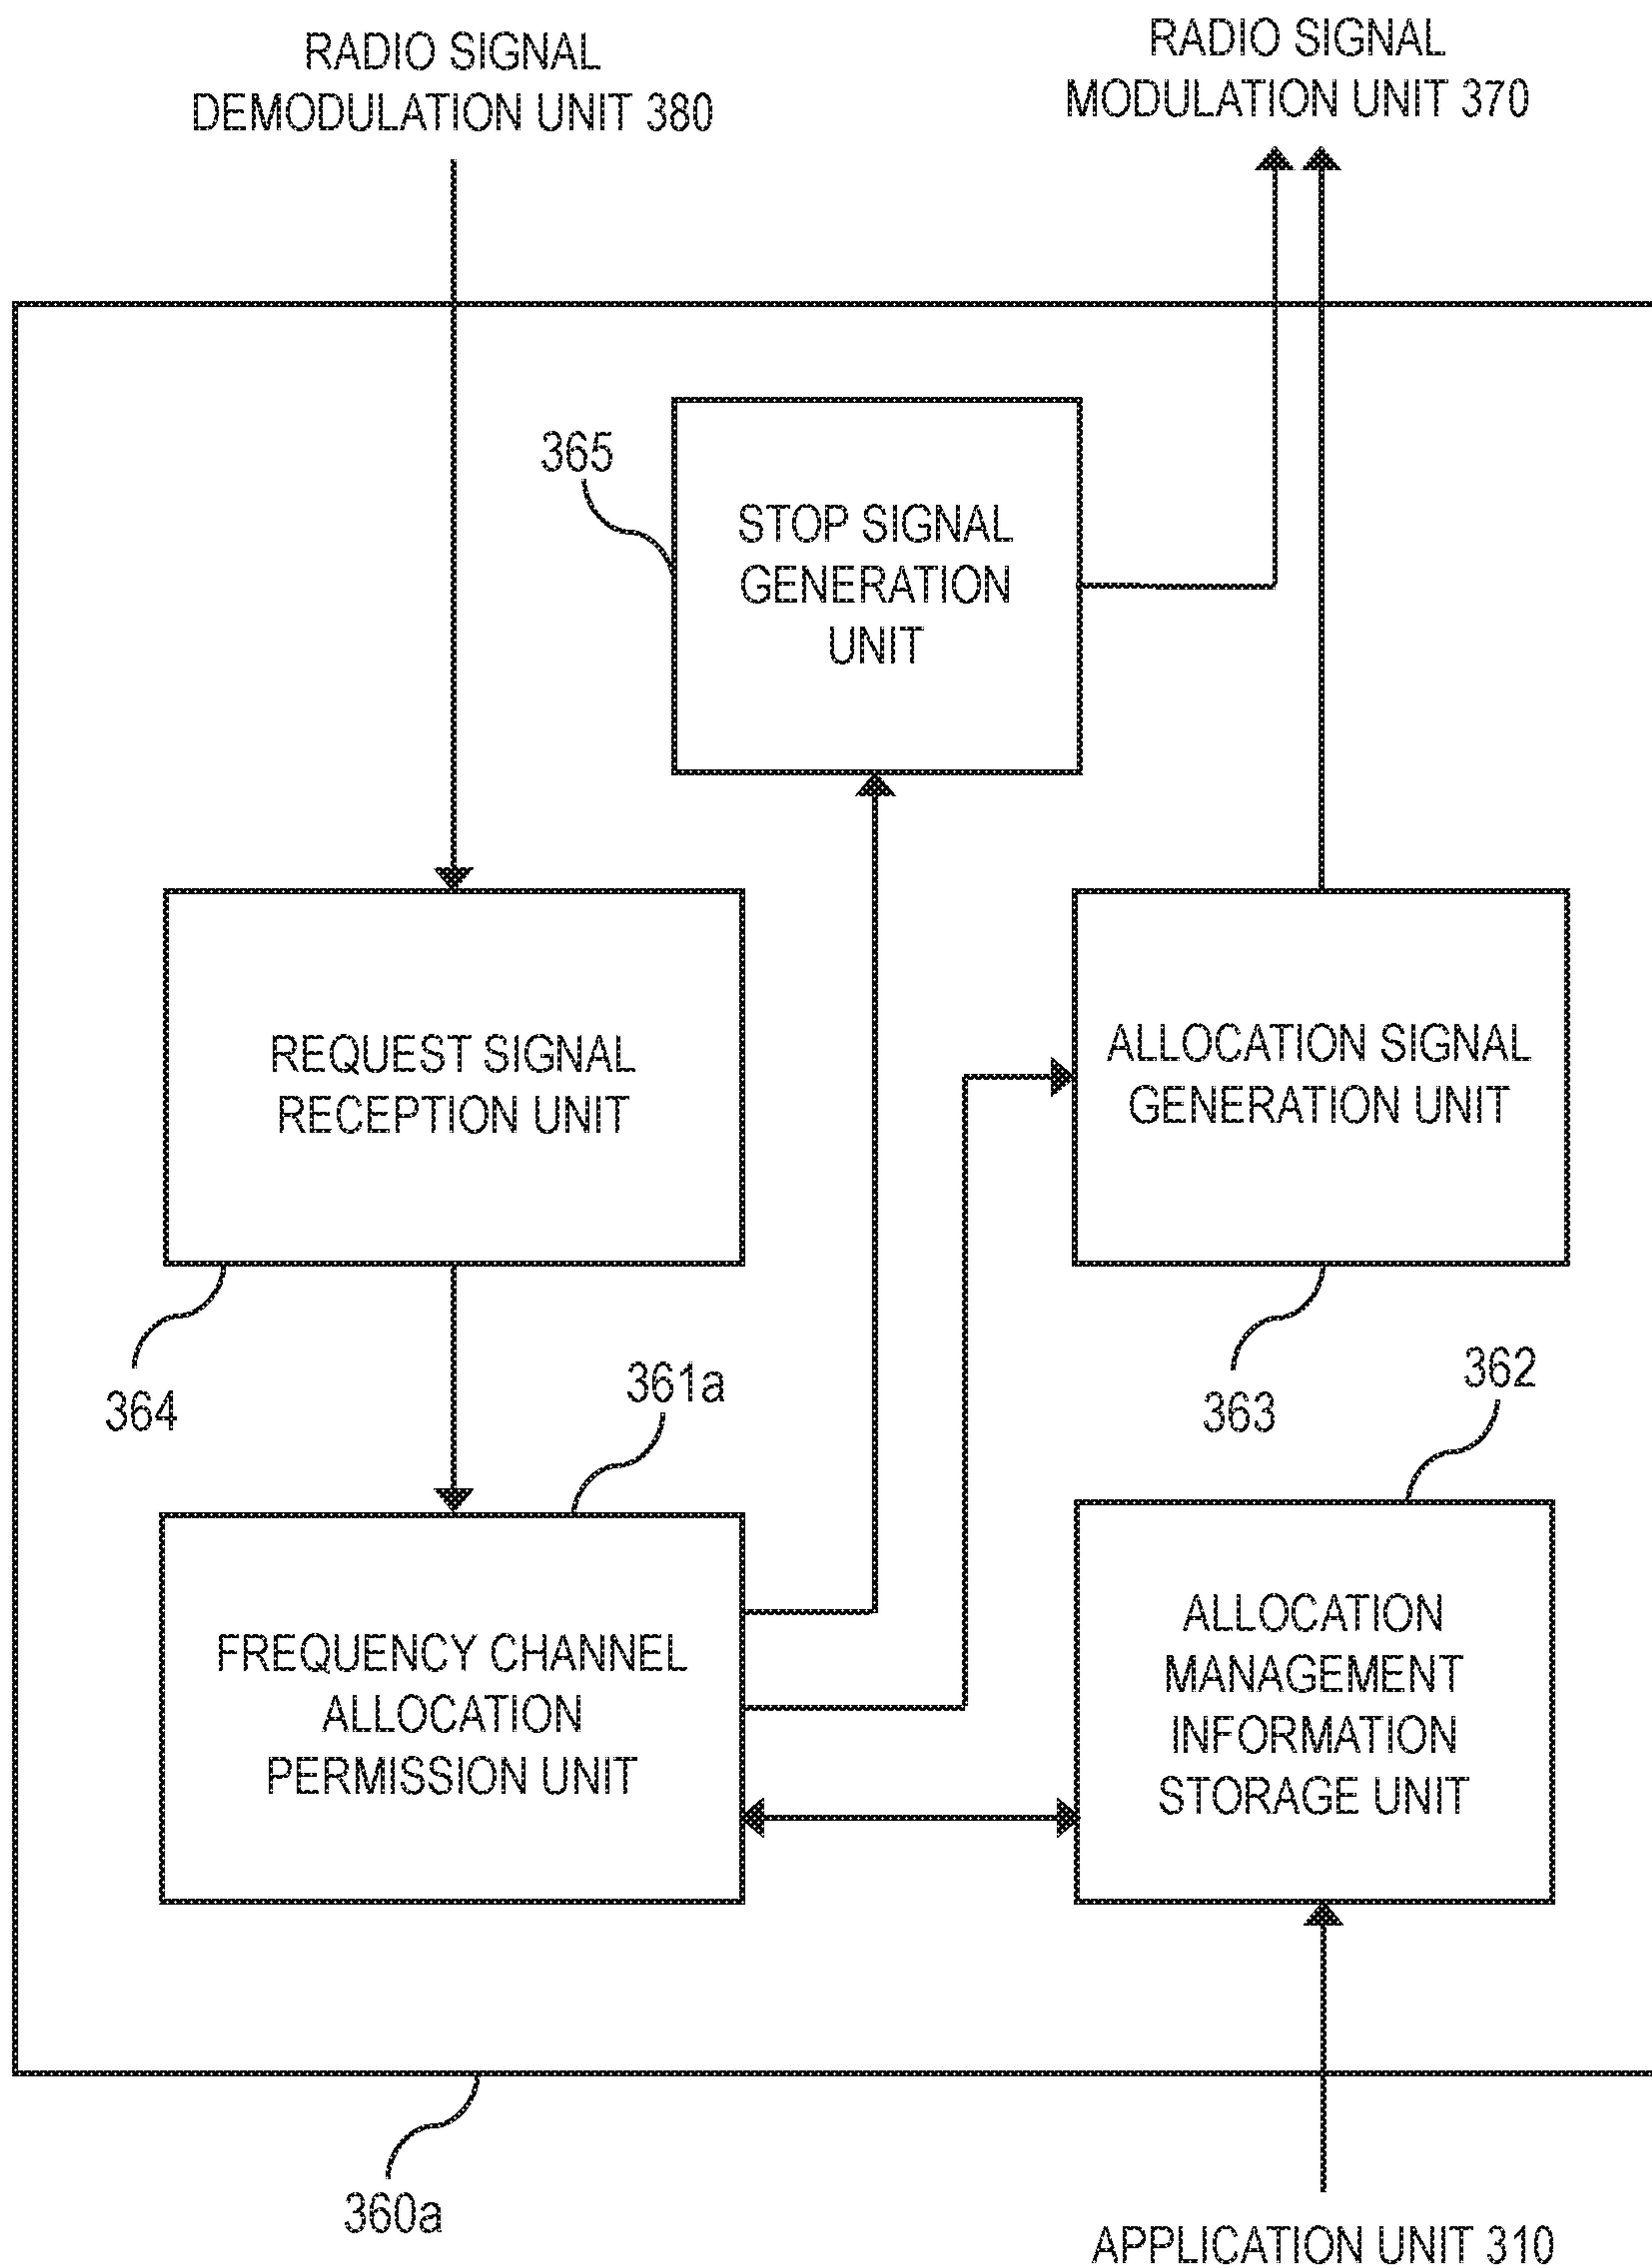 RADIO SIGNAL
DEMODULATION UNIT 380
RADIO SIGNAL
MODULATION UNIT 370
365
STOP SIGNAL
GENERATION
UNIT
REQUEST SIGNAL
RECEPTION UNIT
ALLOCATION SIGNAL
GENERATION UNIT
364
361a
363
362
FREQUENCY CHANNEL
ALLOCATION
PERMISSION UNIT
ALLOCATION
MANAGEMENT
INFORMATION
STORAGE UNIT
360a
APPLICATION UNIT 310